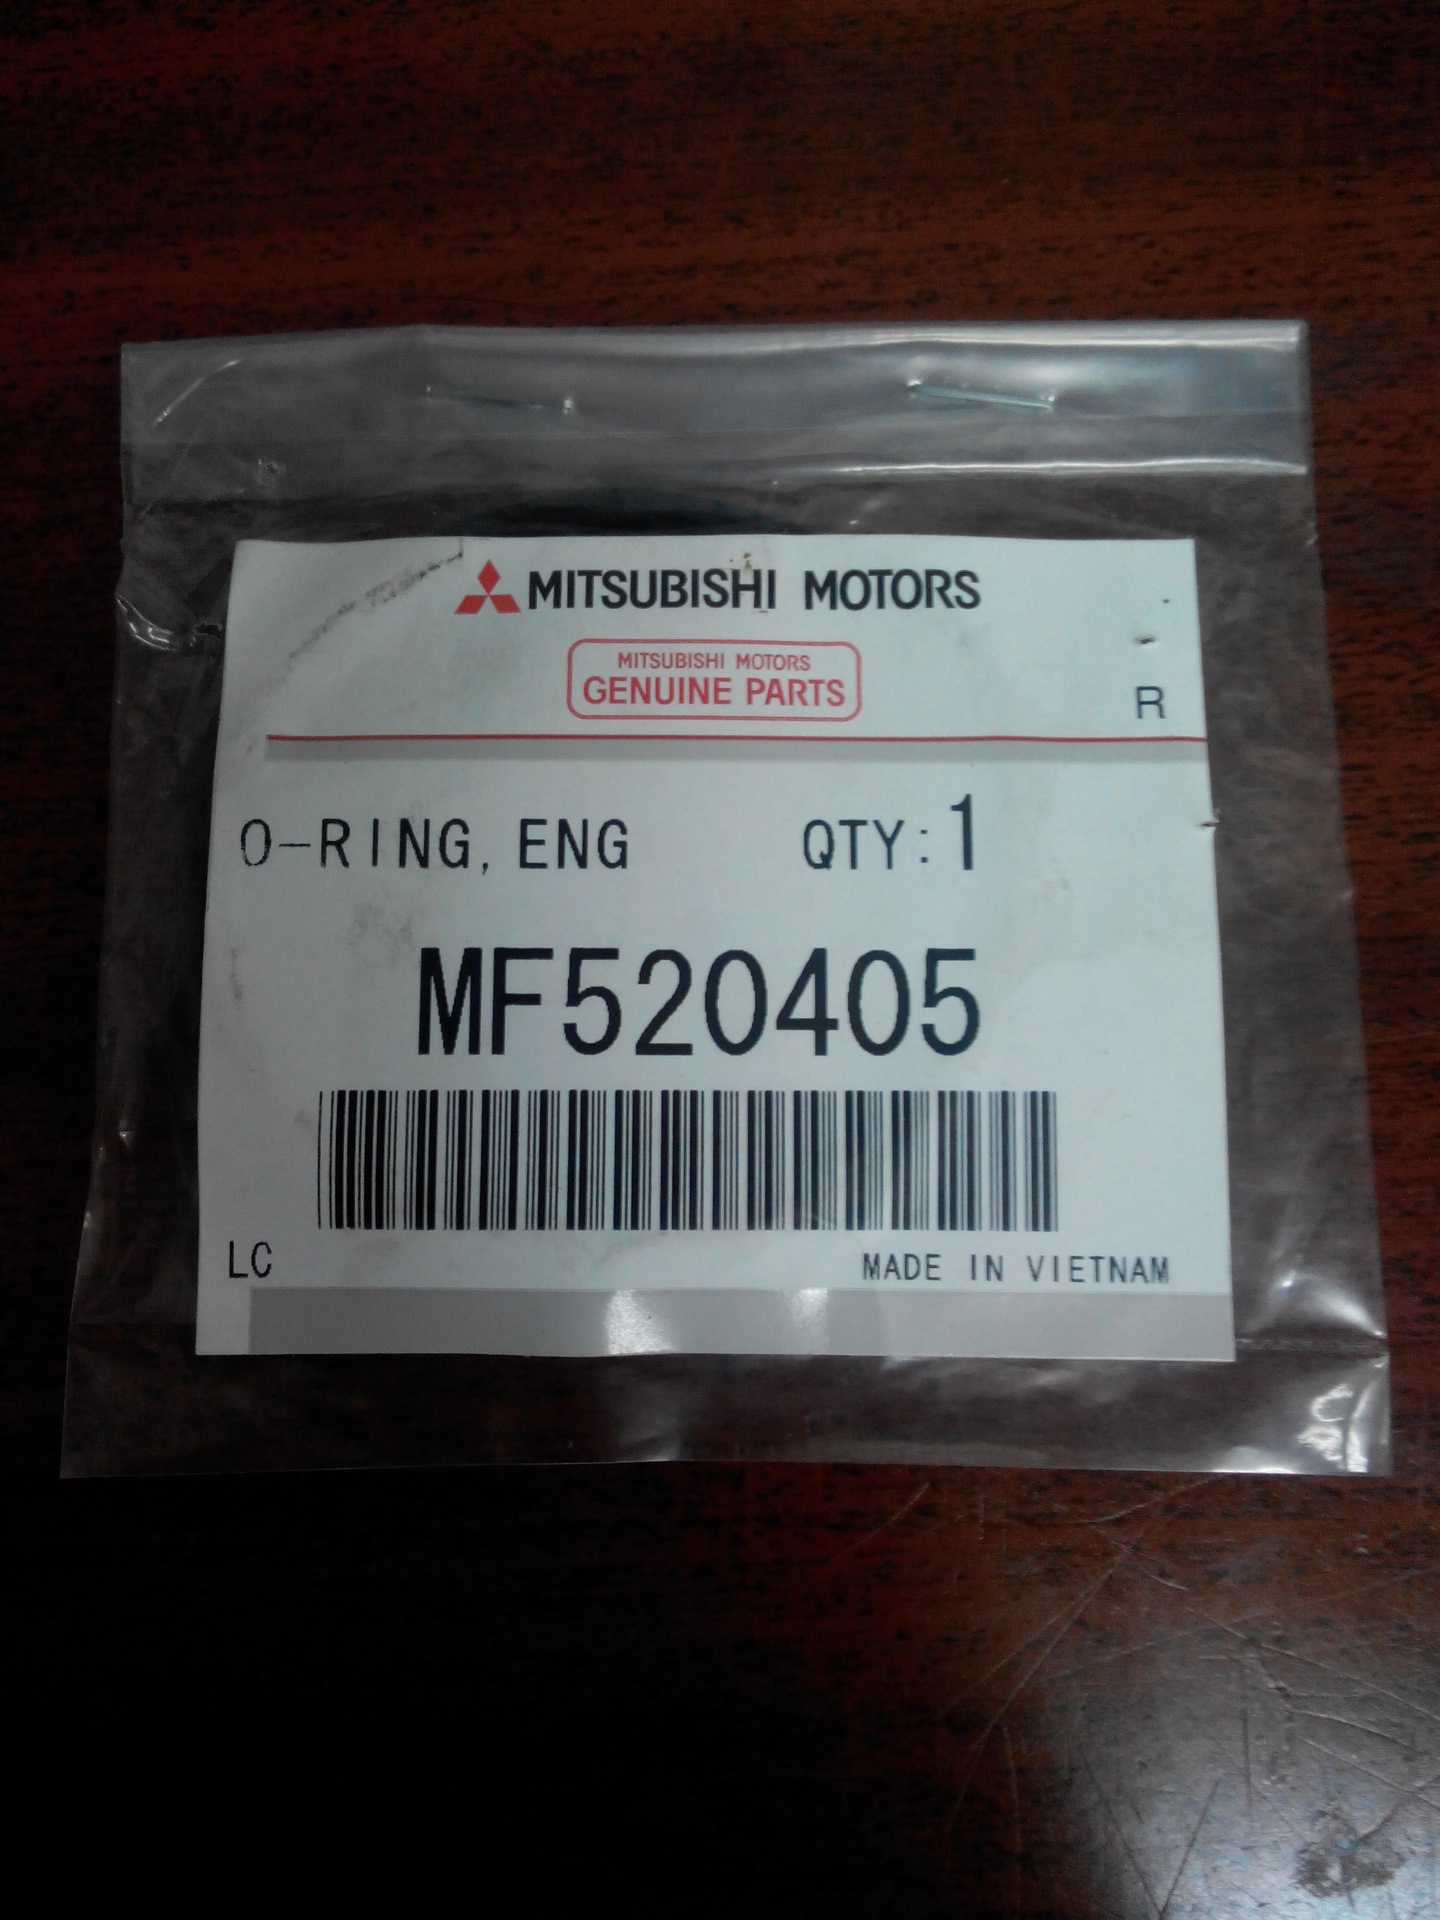 MITSUBISHI MOTORS
MITSUBISHI MOTORS
GENUINE PARTS
R
O-RING, ENG QTY:1
MF520405
LC MADE IN VIETNAM